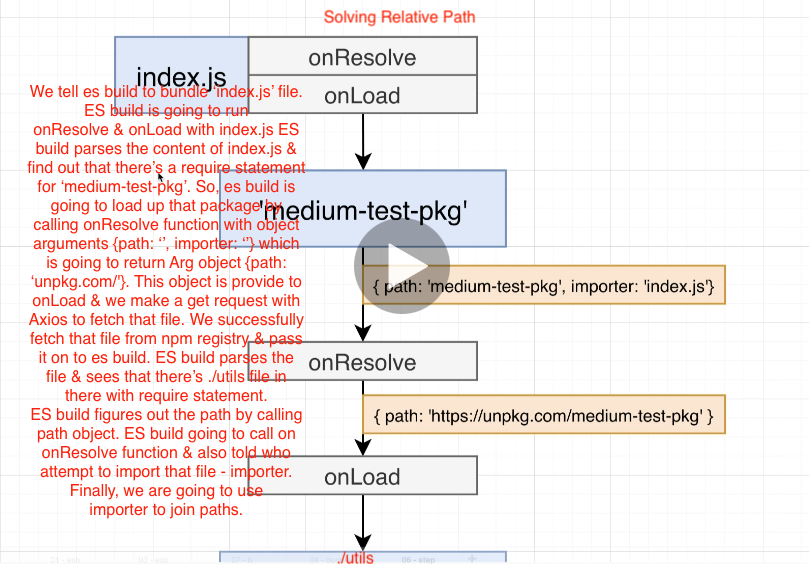 Solving Relative Path
onResolve
index.js
onLoad
We tell es build to bundle ‘index.js’ file.
ES build is going to run
onResolve & onLoad with index.js ES
build parses the content of index.js &
find out that there’s a require statement
for ‘medium-test-pkg’. So, es build is
going to load up that package by
calling onResolve function with object
arguments {path: ‘’, importer: ‘’} which
is going to return Arg object {path:
‘unpkg.com/’}. This object is provide to
onLoad & we make a get request with
Axios to fetch that file. We successfully
fetch that file from npm registry & pass
it on to es build. ES build parses the
file & sees that there’s ./utils file in
there with require statement.
ES build figures out the path by calling
path object. ES build going to call on
onResolve function & also told who
attempt to import that file - importer.
Finally, we are going to use
importer to join paths.
'medium-test-pkg'
{ path: 'medium-test-pkg', importer: 'index.js'}
onResolve
{ path: 'https://unpkg.com/medium-test-pkg' }
onLoad
./utils